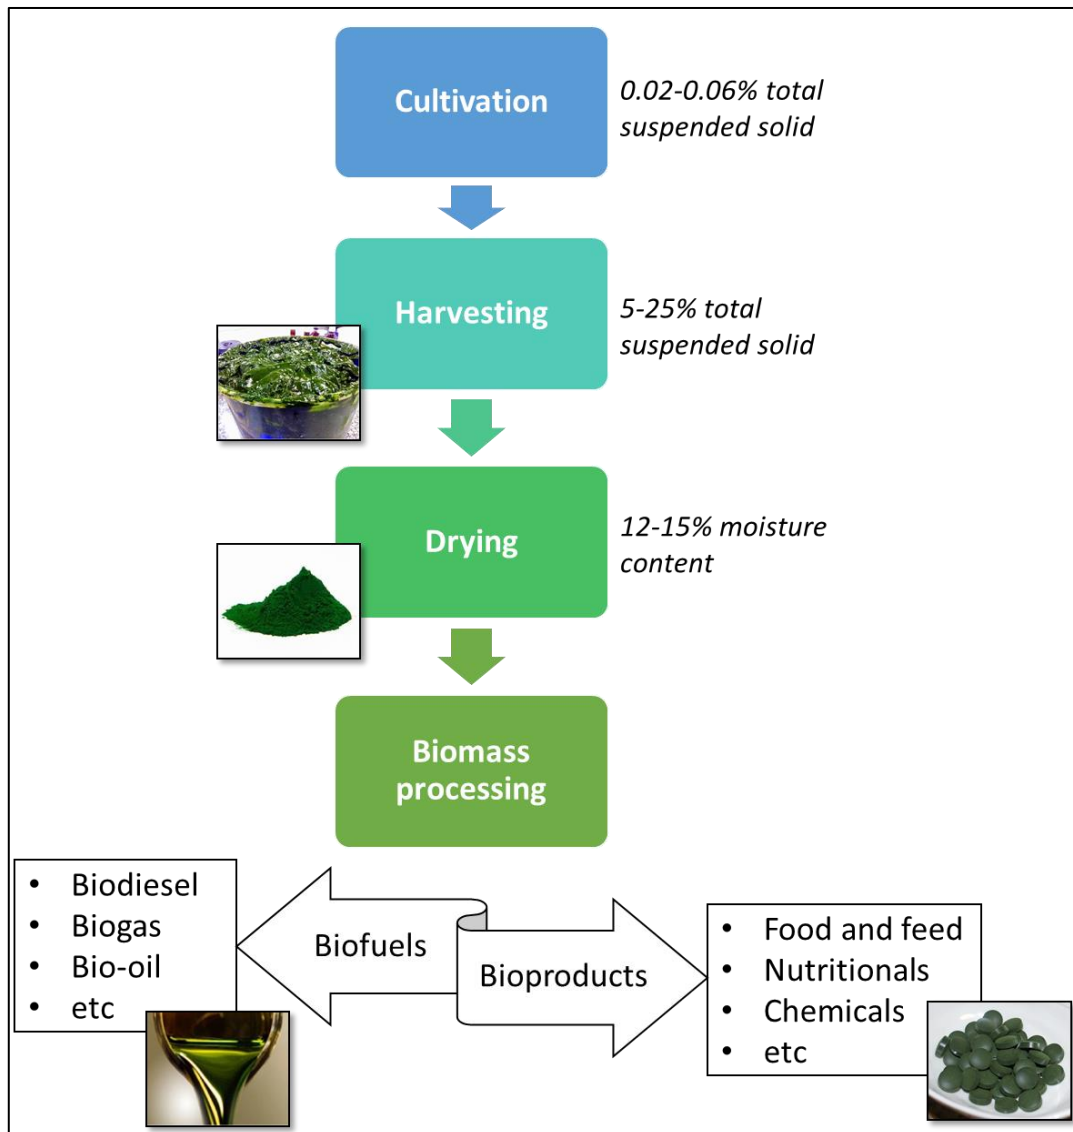 Cultivation
0.02-0.06% total
suspended solid
Harvesting
5-25% total
suspended solid
Drying
12-15% moisture
content
Biomass
processing
• Biodiesel
• Biogas
• Bio-oil
• etc
Biofuels
Bioproducts
• Food and feed
• Nutritionals
• Chemicals
• etc